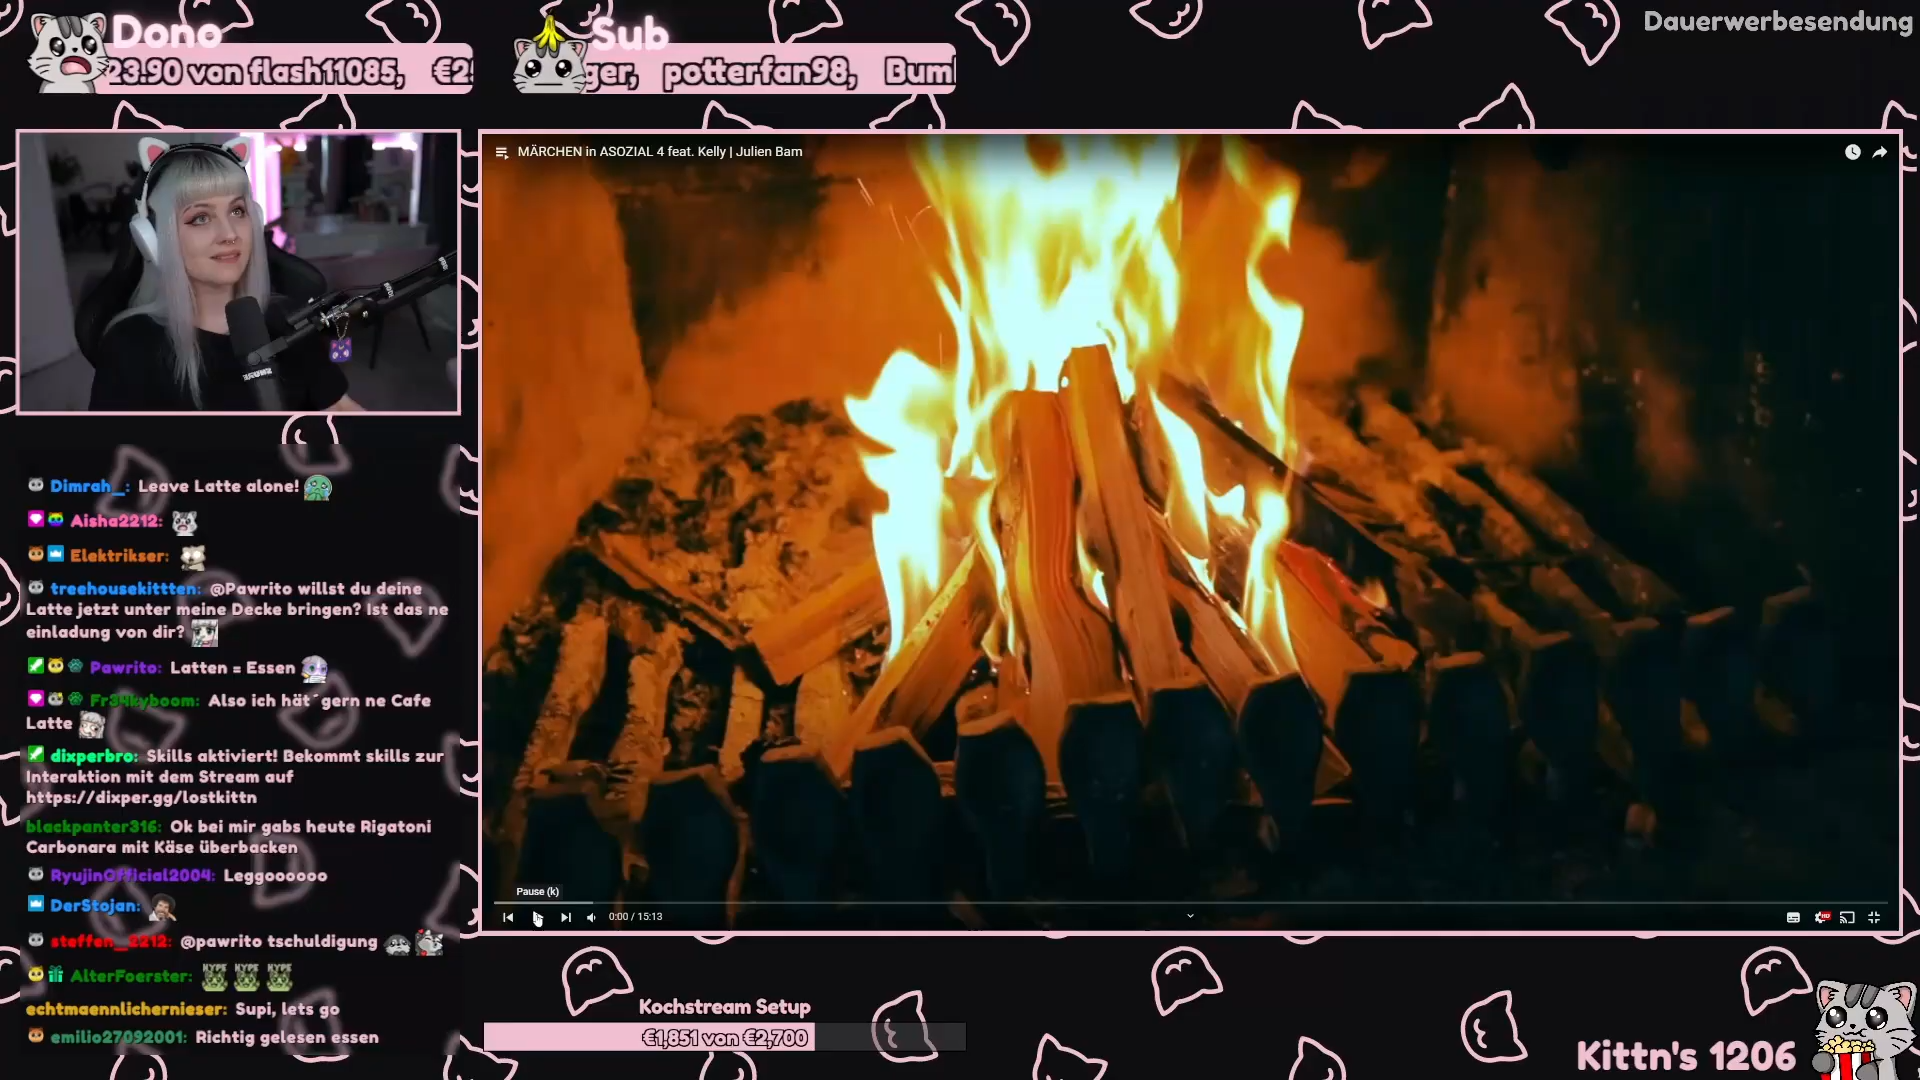 Dauerwerbesendung
Dono
23.90 von flash11085, €2
Sub
ger, potterfan98, Bum
MÄRCHEN in ASOZIAL 4 feat. Kelly | Julien Bam
Dimrah_: Leave Latte alone!
Aisha2212:
Elektrikser:
treehousekittten: @Pawrito willst du deine
Latte jetzt unter meine Decke bringen? Ist das ne
einladung von dir?
Pawrito: Latten = Essen
Fr34kyboom: Also ich hät´gern ne Cafe
Latte
dixperbro: Skills aktiviert! Bekommt skills zur
Interaktion mit dem Stream auf
https://dixper.gg/lostkittn
blackpanter316: Ok bei mir gabs heute Rigatoni
Carbonara mit Käse überbacken
RyujinOfficial2004: Leggoooooo
DerStojan:
steffen_2212: @pawrito tschuldigung
AlterFoerster: HYPE HYPE HYPE
echtmaennlichernieser: Supi, lets go
emilio27092001: Richtig gelesen essen
Pause (k)
0:00 / 15:13
HD
Kochstream Setup
€1,851 von €2,700
Kittn's 1206